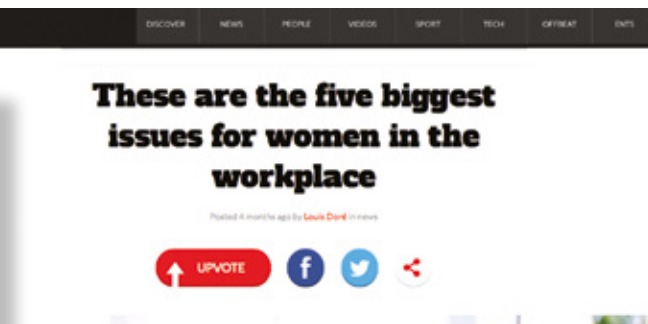 DISCOVER NEWS PEOPLE VIDEOS SPORT TECH OFFBEAT ENTS
These are the five biggest
issues for women in the
workplace
Posted 4 months ago by Louis Doré in news
UPVOTE